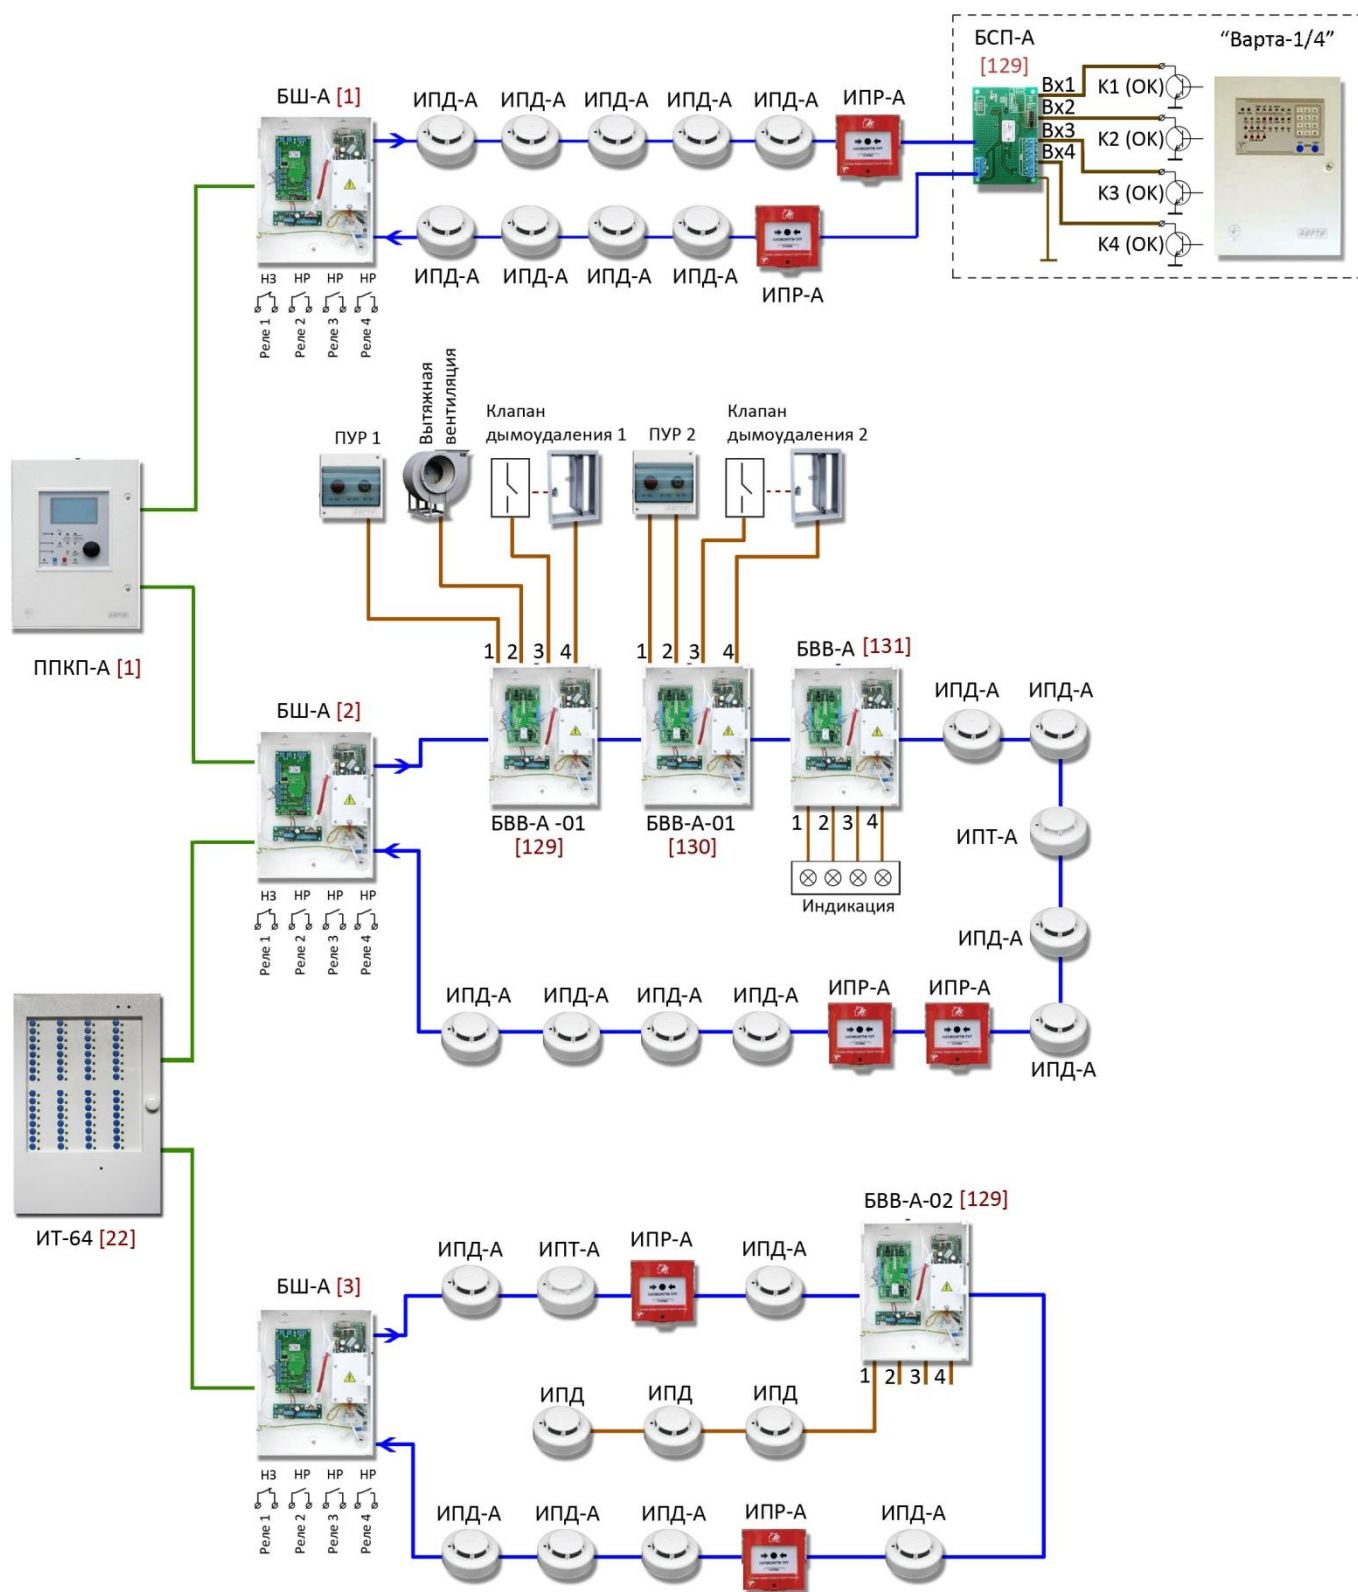 БСП-А
[129]
“Варта-1/4”
БШ-А [1]
ИПД-А ИПД-А ИПД-А ИПД-А ИПД-А ИПР-А
Вх1
Вх2
Вх3
Вх4
К1 (ОК)
К2 (ОК)
К3 (ОК)
К4 (ОК)
ИПД-А ИПД-А ИПД-А ИПД-А ИПР-А
НЗ НР НР НР
Реле 1 Реле 2 Реле 3 Реле 4
ПУР 1
Вытяжная
вентиляция
Клапан
дымоудаления 1
ПУР 2
Клапан
дымоудаления 2
ППКП-А [1]
1 2 3 4
1 2 3 4
БВВ-А [131]
ИПД-А ИПД-А
БШ-А [2]
БВВ-А -01
[129]
БВВ-А-01
[130]
1 2 3 4
Индикация
ИПТ-А
ИПД-А
НЗ НР НР НР
Реле 1 Реле 2 Реле 3 Реле 4
ИПД-А ИПД-А ИПД-А ИПД-А ИПР-А ИПР-А
НАТИСНУТИ ТУТ
ИПД-А
ИТ-64 [22]
БВВ-А-02 [129]
ИПД-А ИПТ-А ИПР-А ИПД-А
БШ-А [3]
1 2 3 4
ИПД ИПД ИПД
НЗ НР НР НР
Реле 1 Реле 2 Реле 3 Реле 4
ИПД-А ИПД-А ИПД-А ИПР-А ИПД-А